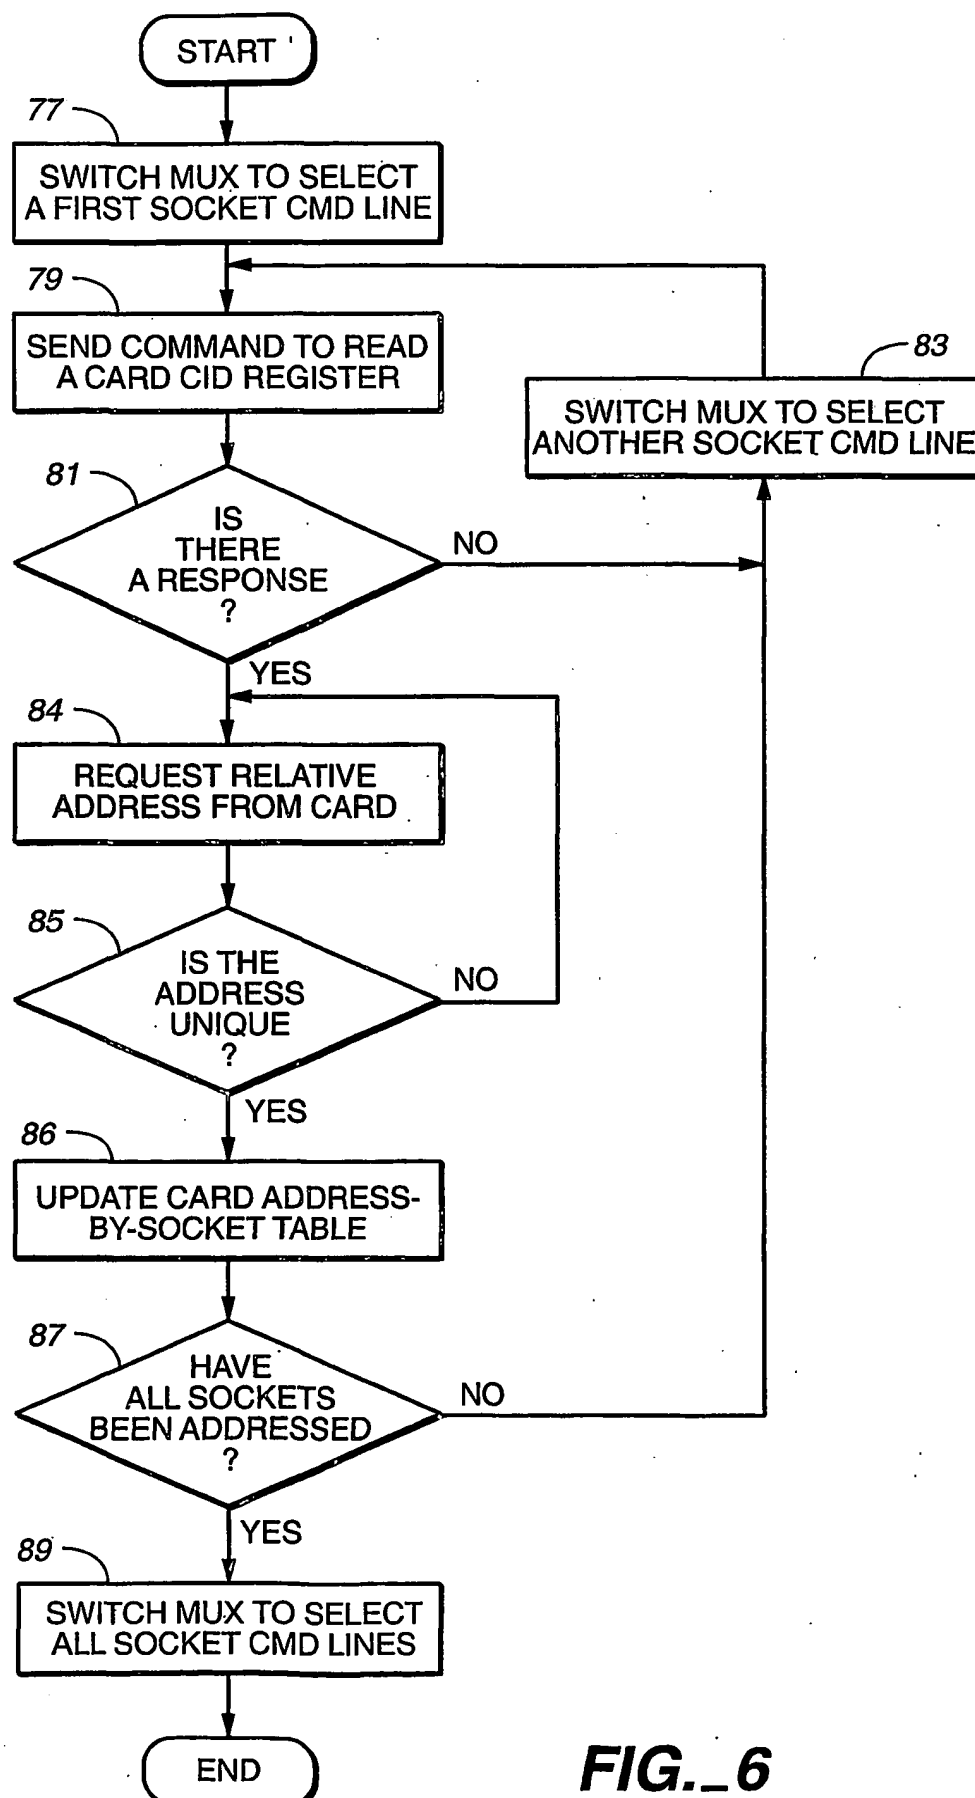 START
77
SWITCH MUX TO SELECT
A FIRST SOCKET CMD LINE
79
SEND COMMAND TO READ
A CARD CID REGISTER
83
SWITCH MUX TO SELECT
ANOTHER SOCKET CMD LINE
81
IS
THERE
A RESPONSE
?
NO
YES
84
REQUEST RELATIVE
ADDRESS FROM CARD
85
IS THE
ADDRESS
UNIQUE
?
NO
YES
86
UPDATE CARD ADDRESS-
BY-SOCKET TABLE
87
HAVE
ALL SOCKETS
BEEN ADDRESSED
?
NO
YES
89
SWITCH MUX TO SELECT
ALL SOCKET CMD LINES
END
FIG._6